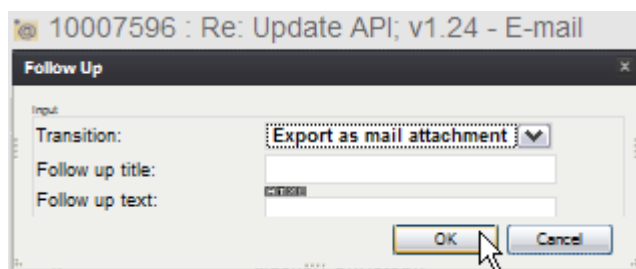 10007596 : Re: Update API; v1.24 - E-mail
Follow Up
Input
Transition: Export as mail attachment
Follow up title:
Follow up text:
OK Cancel